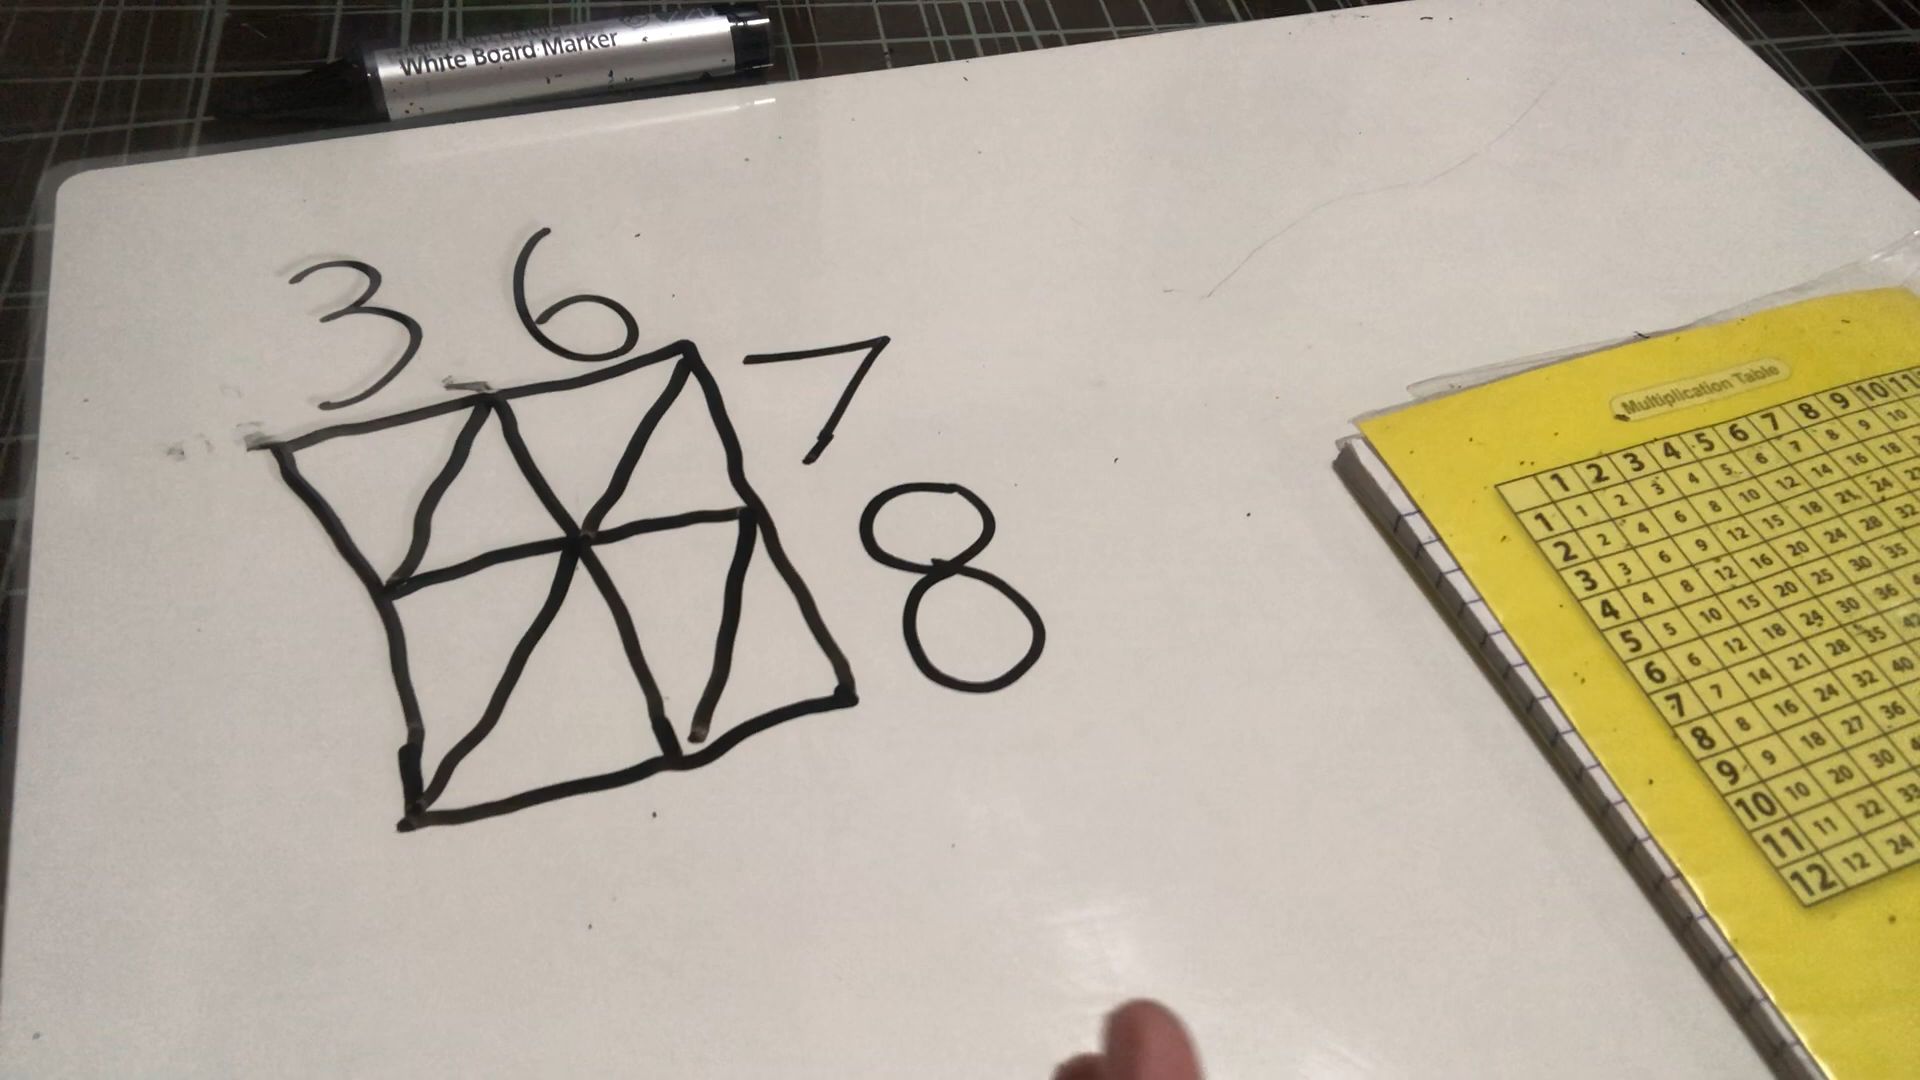 White Board Marker
3 6
7
8
Multiplication Table
1 2 3 4 5 6 7 8 9 10 11
1 1 2 3 4 5 6 7 8 9 10
2 2 4 6 8 10 12 14 16 18
3 3 6 9 12 15 18 21 24
4 4 8 12 16 20 24 28 32
5 5 10 15 20 25 30 35
6 6 12 18 24 30 36
7 7 14 21 28 35
8 8 16 24 32 40
9 9 18 27 36
10 10 20 30
11 11 22 33
12 12 24